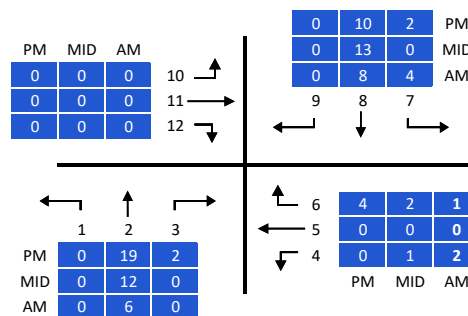 0 10 2 PM
PM MID AM
0 13 0 MID
0 0 0 10
0 8 4 AM
0 0 0 11
9 8 7
0 0 0 12
6 4 2 1
1 2 3
5 0 0 0
PM 0 19 2
4 0 1 2
MID 0 12 0
PM MID AM
AM 0 6 0